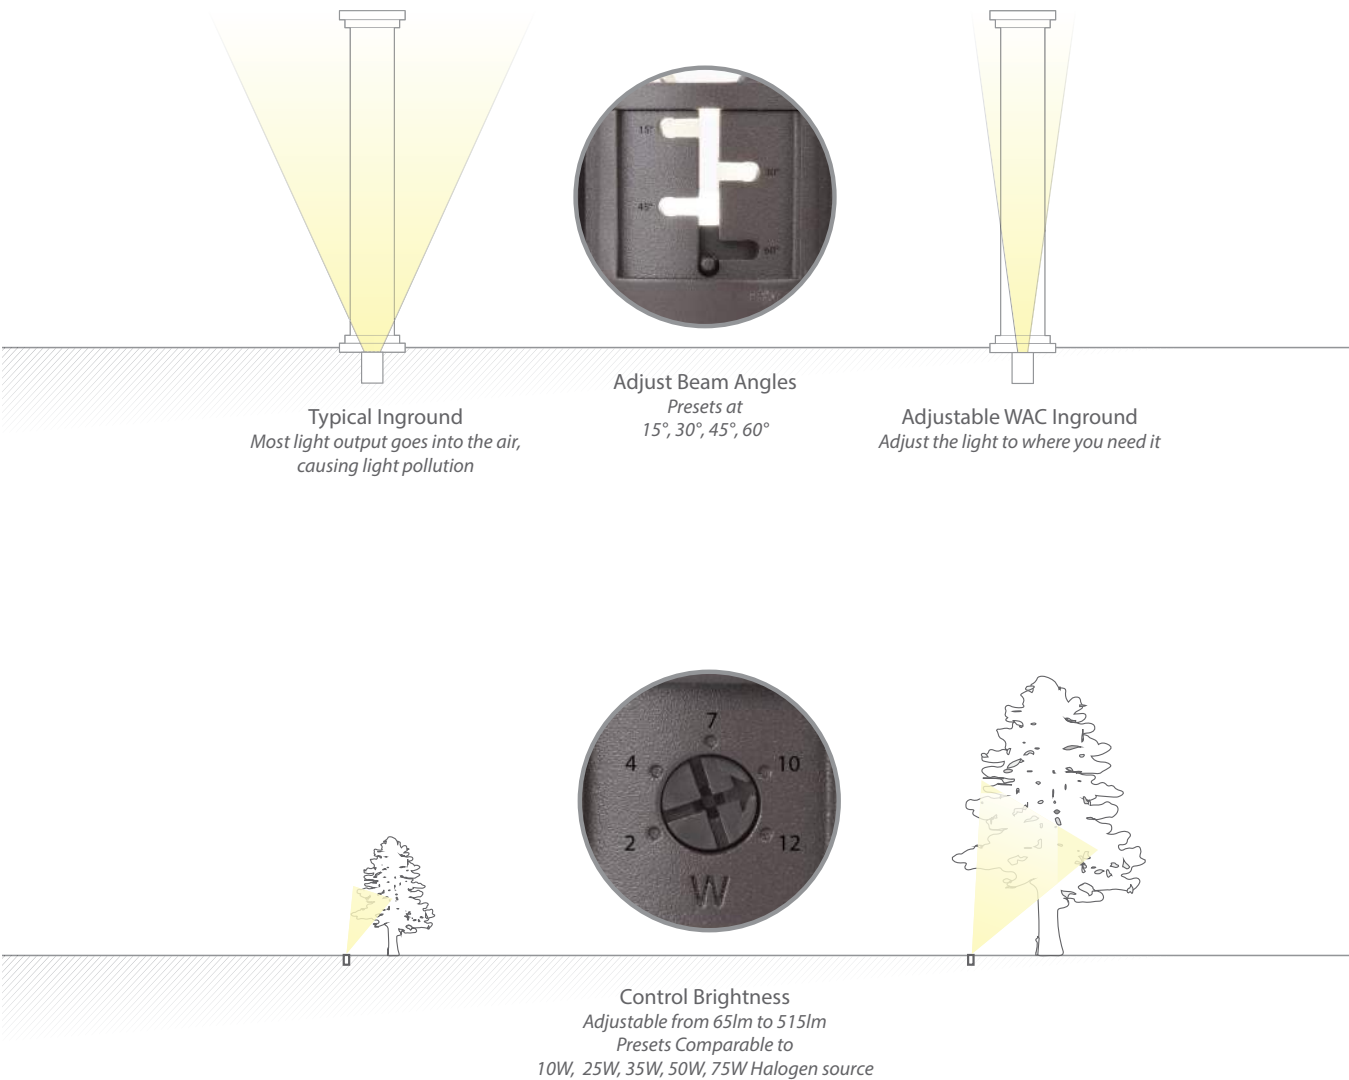 15°
30°
45°
60°
Adjust Beam Angles
Presets at
15°, 30°, 45°, 60°
Typical Inground
Most light output goes into the air,
causing light pollution
Adjustable WAC Inground
Adjust the light to where you need it
7
4
10
2
12
W
Control Brightness
Adjustable from 65lm to 515lm
Presets Comparable to
10W, 25W, 35W, 50W, 75W Halogen source